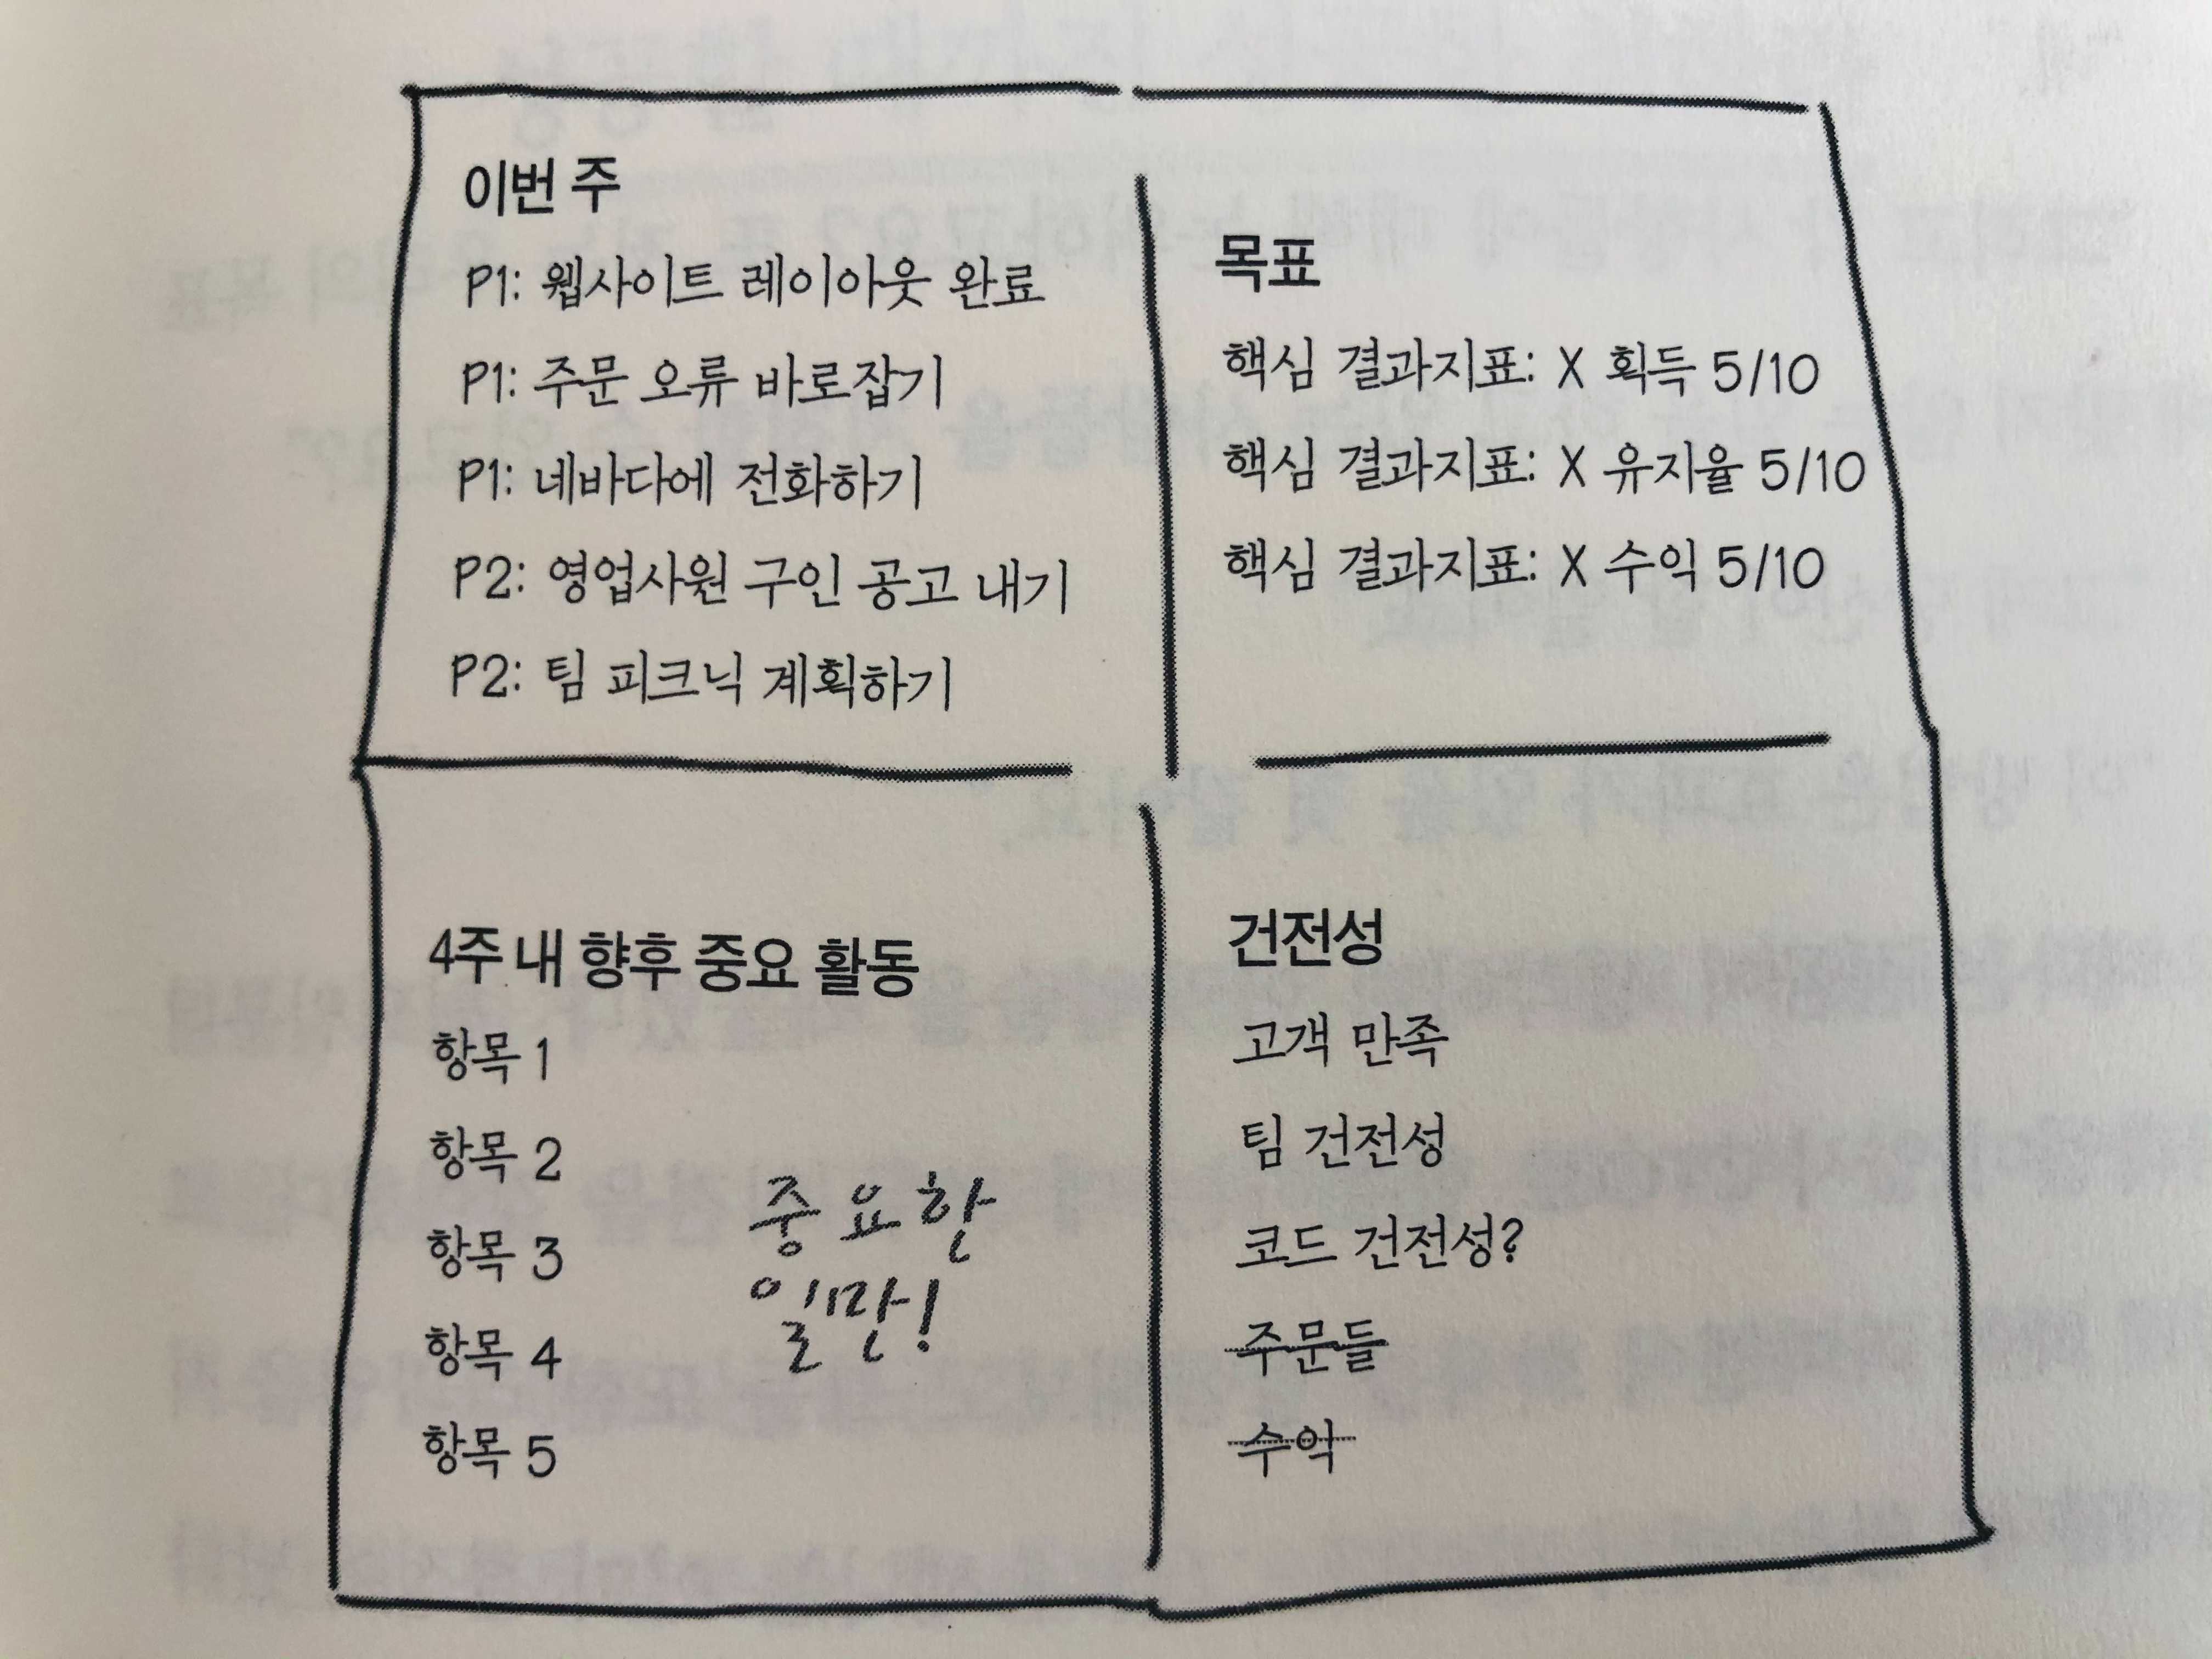 이번 주
P1: 웹사이트 레이아웃 완료
P1: 주문 오류 바로잡기
P1: 네바다에 전화하기
P2: 영업사원 구인 공고 내기
P2: 팀 피크닉 계획하기
목표
핵심 결과지표: X 획득 5/10
핵심 결과지표: X 유지율 5/10
핵심 결과지표: X 수익 5/10
4주 내 향후 중요 활동
항목 1
항목 2
항목 3
항목 4
항목 5
중요한
일만!
건전성
고객 만족
팀 건전성
코드 건전성?
주문들
수익